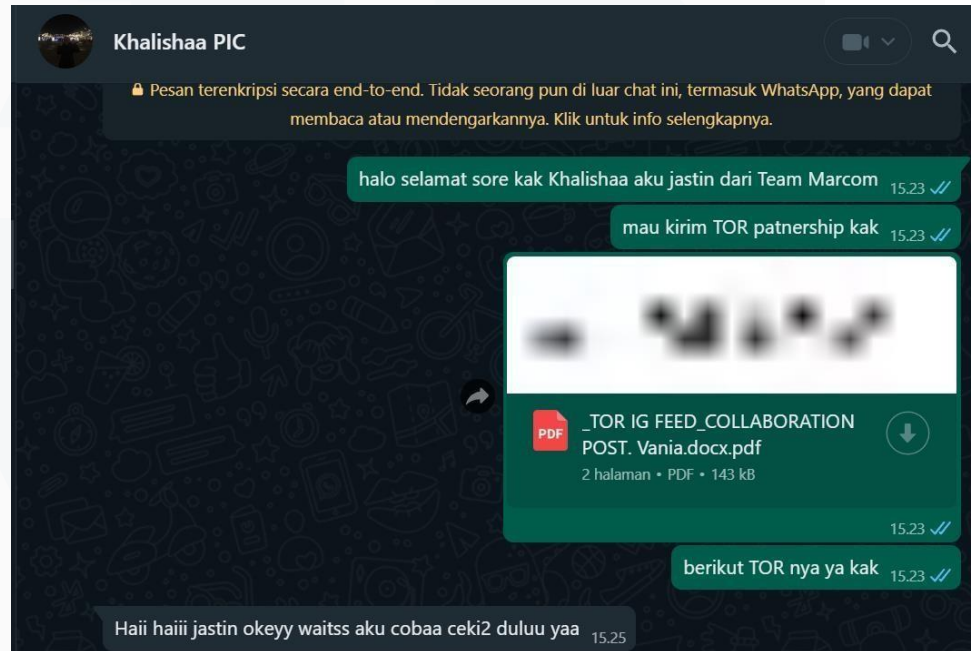 Khalishaa PIC
Pesan terenkripsi secara end-to-end. Tidak seorang pun di luar chat ini, termasuk WhatsApp, yang dapat
membaca atau mendengarkannya. Klik untuk info selengkapnya.
halo selamat sore kak Khalishaa aku jastin dari Team Marcom 15.23
mau kirim TOR patnership kak 15.23
PDF
_TOR IG FEED_COLLABORATION
POST. Vania.docx.pdf
2 halaman • PDF • 143 kB
15.23
berikut TOR nya ya kak 15.23
Haii haiii jastin okeyy waitss aku cobaa ceki2 duluu yaa 15.25